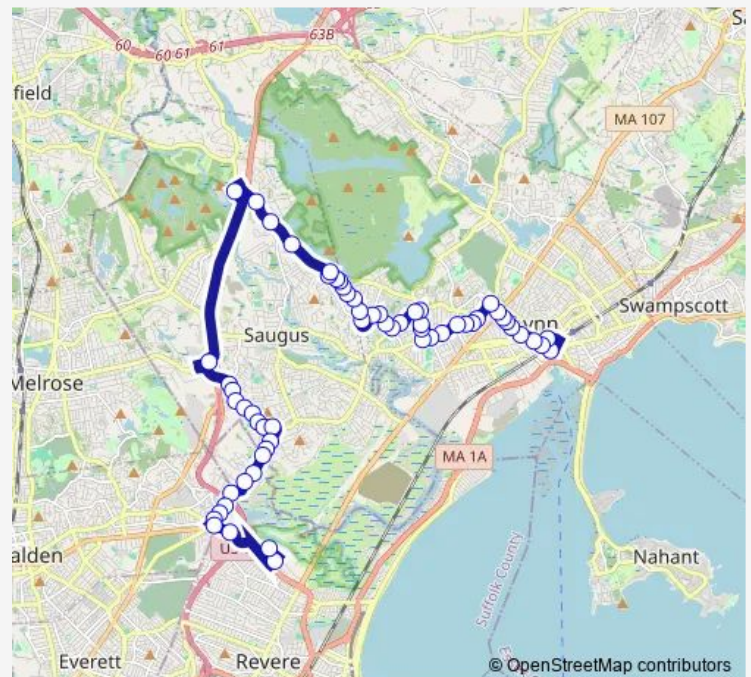 60
60 61
61
63B
field
MA 107
Swampscott
Saugus
Melrose
MA 1A
alden
Nahant
Suffolk County
Everett
Revere
© OpenStreetMap contributors